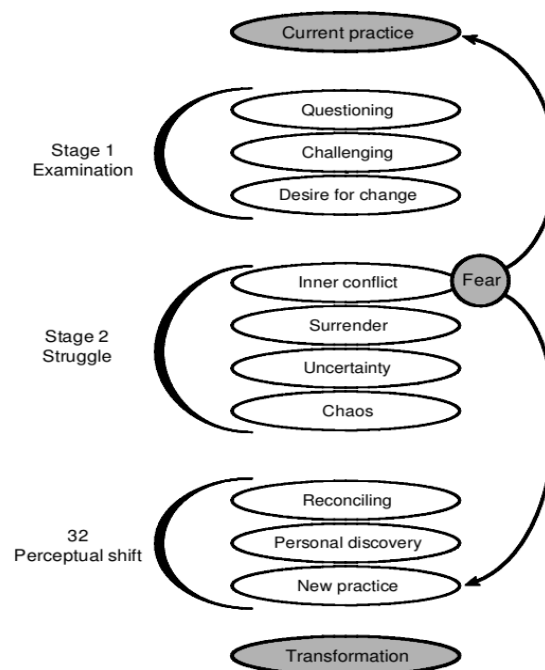 Current practice
Questioning
Stage 1
Examination
Challenging
Desire for change
Inner conflict
Fear
Stage 2
Struggle
Surrender
Uncertainty
Chaos
32
Perceptual shift
Reconciling
Personal discovery
New practice
Transformation